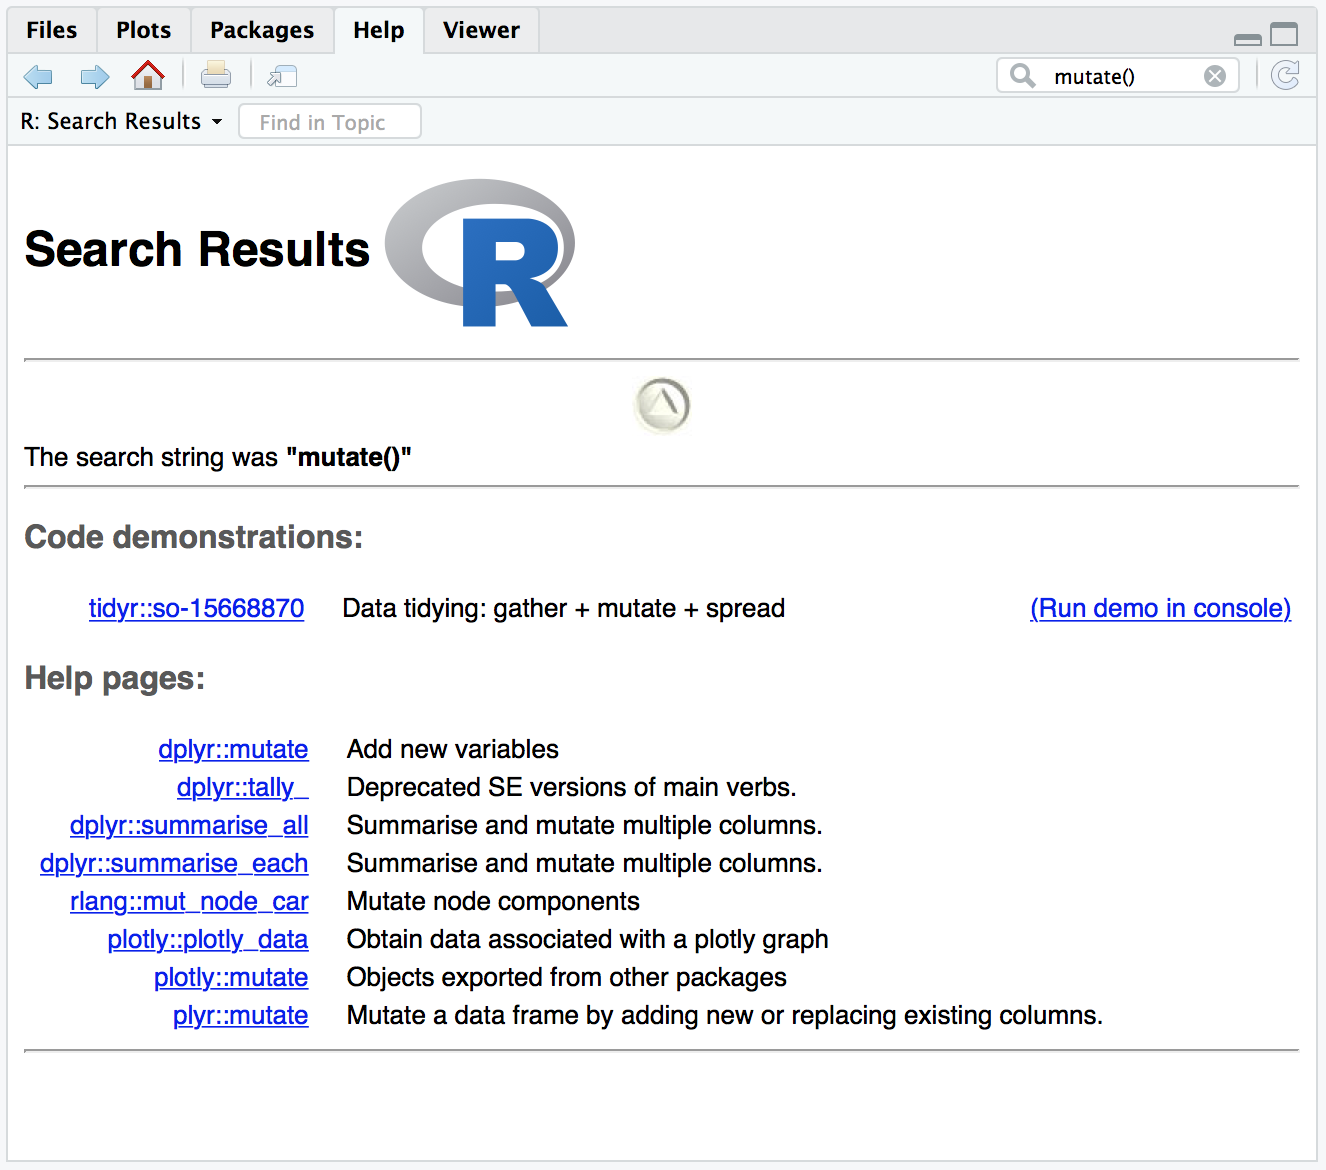 Files Plots Packages Help Viewer
mutate()
R: Search Results Find in Topic
Search Results R
The search string was "mutate()"
Code demonstrations:
tidyr::so-15668870 Data tidying: gather + mutate + spread (Run demo in console)
Help pages:
dplyr::mutate Add new variables
dplyr::tally_ Deprecated SE versions of main verbs.
dplyr::summarise_all Summarise and mutate multiple columns.
dplyr::summarise_each Summarise and mutate multiple columns.
rlang::mut_node_car Mutate node components
plotly::plotly_data Obtain data associated with a plotly graph
plotly::mutate Objects exported from other packages
plyr::mutate Mutate a data frame by adding new or replacing existing columns.